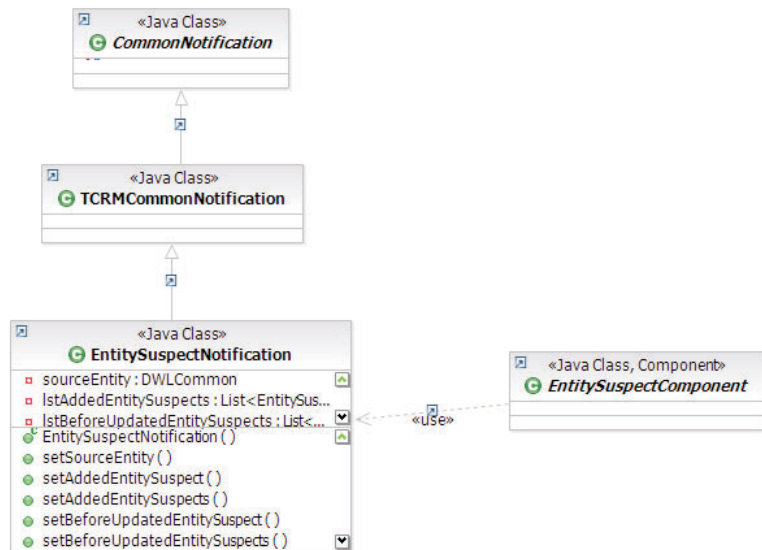 «Java Class»
CommonNotification
«Java Class»
TCRMCommonNotification
«Java Class»
EntitySuspectNotification
sourceEntity : DWLCommon
lstAddedEntitySuspects : List<EntitySus...
lstBeforeUpdatedEntitySuspects : List<...
EntitySuspectNotification ( )
setSourceEntity ( )
setAddedEntitySuspect ( )
setAddedEntitySuspects ( )
setBeforeUpdatedEntitySuspect ( )
setBeforeUpdatedEntitySuspects ( )
«use»
«Java Class, Component»
EntitySuspectComponent